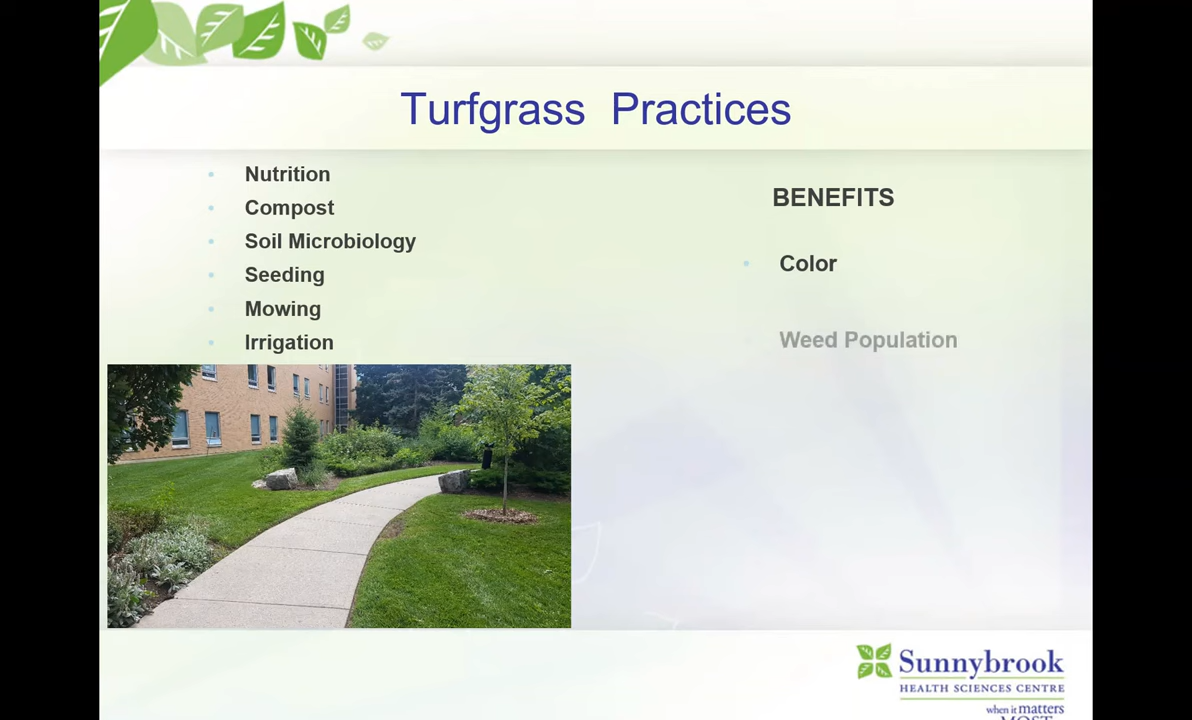 Turfgrass Practices
Nutrition
Compost
Soil Microbiology
Seeding
Mowing
Irrigation
BENEFITS
Color
Weed Population
Sunnybrook
HEALTH SCIENCES CENTRE
when it matters
MOST